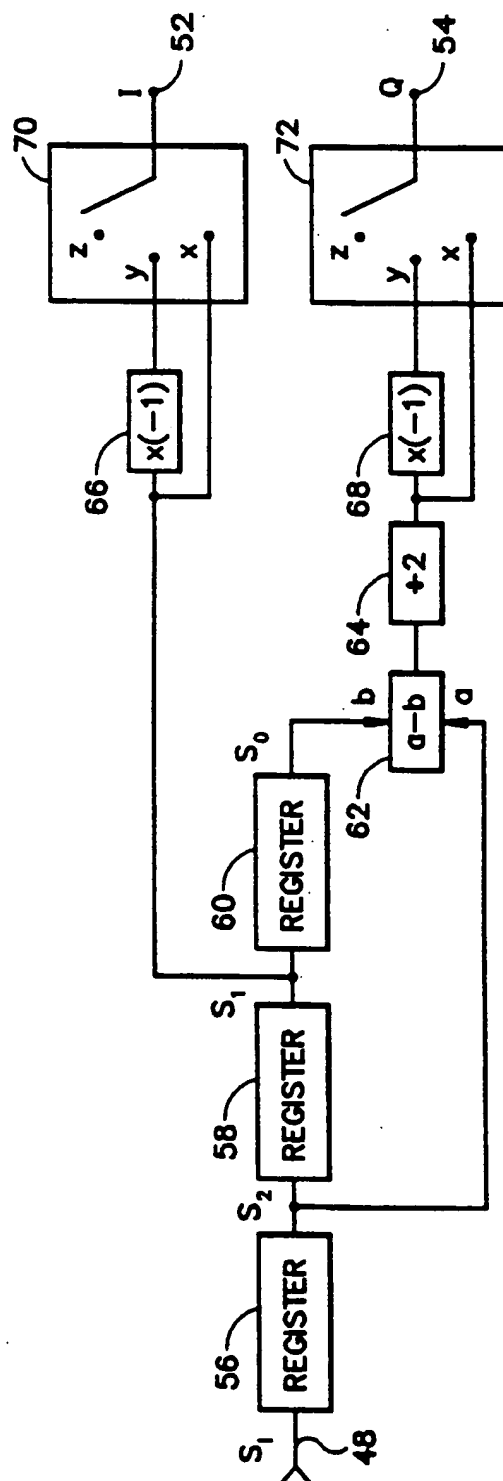 70
I
52
z
y
x
66
x(-1)
72
Q
54
z
y
x
68
x(-1)
64
÷2
62
a-b
b
a
S0
60
REGISTER
S1
58
REGISTER
S2
56
REGISTER
SI
48